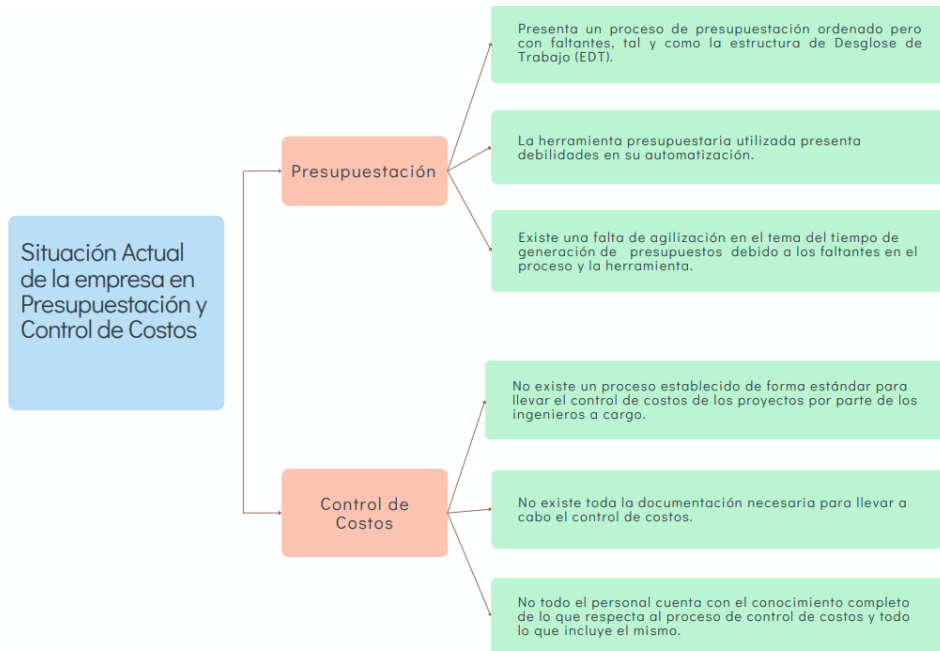 Situación Actual
de la empresa en
Presupuestación y
Control de Costos
Presupuestación
Presenta un proceso de presupuestación ordenado pero
con faltantes, tal y como la estructura de Desglose de
Trabajo (EDT).
La herramienta presupuestaria utilizada presenta
debilidades en su automatización.
Existe una falta de agilización en el tema del tiempo de
generación de presupuestos debido a los faltantes en el
proceso y la herramienta.
Control de
Costos
No existe un proceso establecido de forma estándar para
llevar el control de costos de los proyectos por parte de los
ingenieros a cargo.
No existe toda la documentación necesaria para llevar a
cabo el control de costos.
No todo el personal cuenta con el conocimiento completo
de lo que respecta al proceso de control de costos y todo
lo que incluye el mismo.